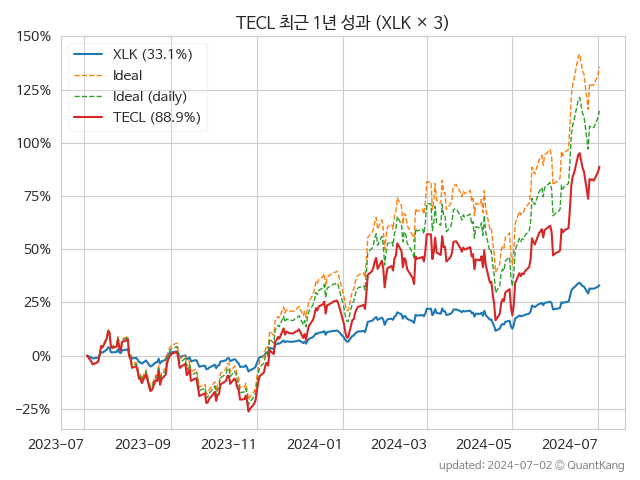 TECL 최근 1년 성과 (XLK × 3)
150%
125%
100%
75%
50%
25%
0%
−25%
XLK (33.1%)
Ideal
Ideal (daily)
TECL (88.9%)
2023-07
2023-09
2023-11
2024-01
2024-03
2024-05
2024-07
updated: 2024-07-02 © QuantKang